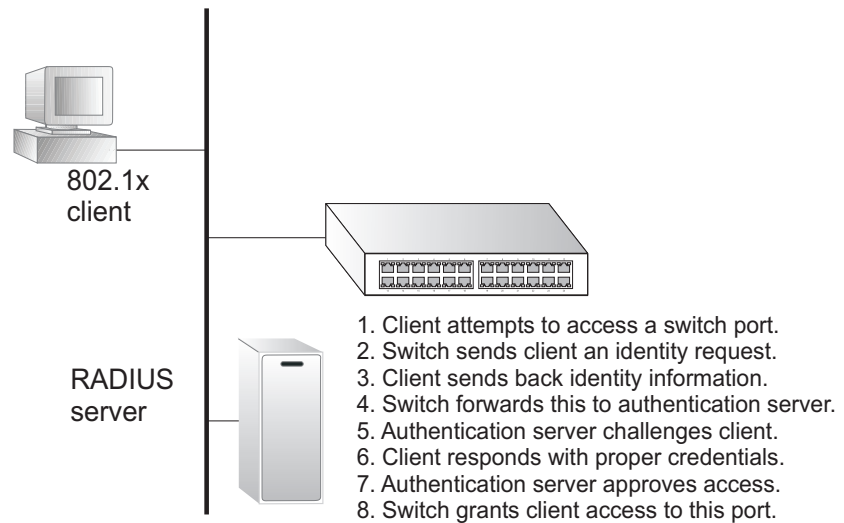 802.1x
client
RADIUS
server
1. Client attempts to access a switch port.
2. Switch sends client an identity request.
3. Client sends back identity information.
4. Switch forwards this to authentication server.
5. Authentication server challenges client.
6. Client responds with proper credentials.
7. Authentication server approves access.
8. Switch grants client access to this port.